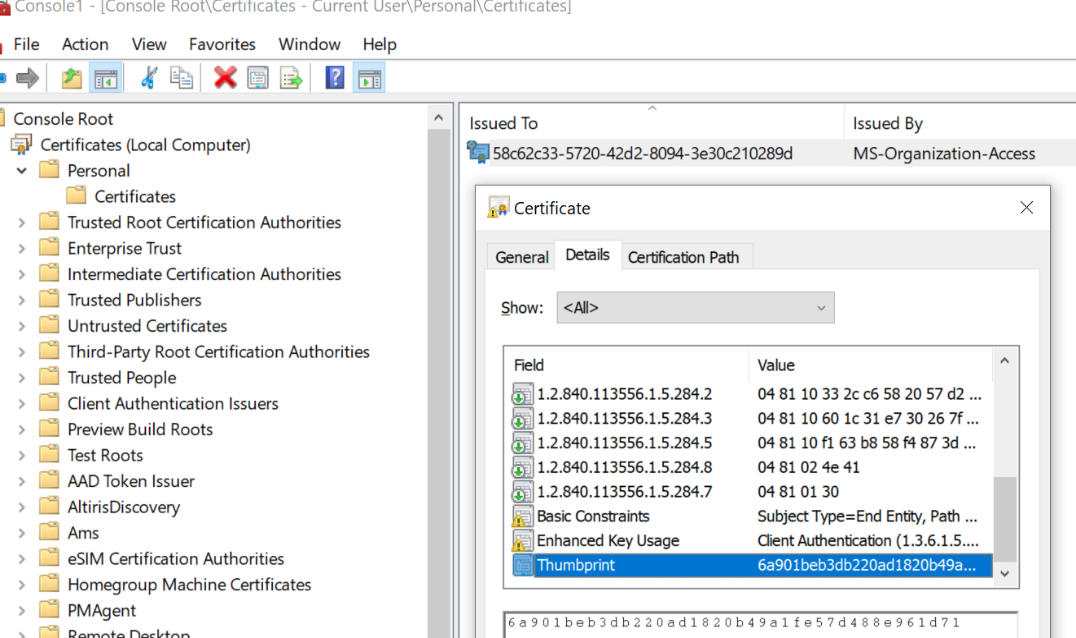 Console1 - [Console Root\Certificates - Current User\Personal\Certificates]
File Action View Favorites Window Help
Console Root
Certificates (Local Computer)
Personal
Certificates
Trusted Root Certification Authorities
Enterprise Trust
Intermediate Certification Authorities
Trusted Publishers
Untrusted Certificates
Third-Party Root Certification Authorities
Trusted People
Client Authentication Issuers
Preview Build Roots
Test Roots
AAD Token Issuer
AltirisDiscovery
Ams
eSIM Certification Authorities
Homegroup Machine Certificates
PMAgent
Remote Desktop
Issued To Issued By
58c62c33-5720-42d2-8094-3e30c210289d MS-Organization-Access
Certificate
General Details Certification Path
Show: <All>
Field Value
1.2.840.113556.1.5.284.2 04 81 10 33 2c c6 58 20 57 d2 ...
1.2.840.113556.1.5.284.3 04 81 10 60 1c 31 e7 30 26 7f ...
1.2.840.113556.1.5.284.5 04 81 10 f1 63 b8 58 f4 87 3d ...
1.2.840.113556.1.5.284.8 04 81 02 4e 41
1.2.840.113556.1.5.284.7 04 81 01 30
Basic Constraints Subject Type=End Entity, Path ...
Enhanced Key Usage Client Authentication (1.3.6.1.5....
Thumbprint 6a901beb3db220ad1820b49a...
6a901beb3db220ad1820b49a1fe57d488e961d71